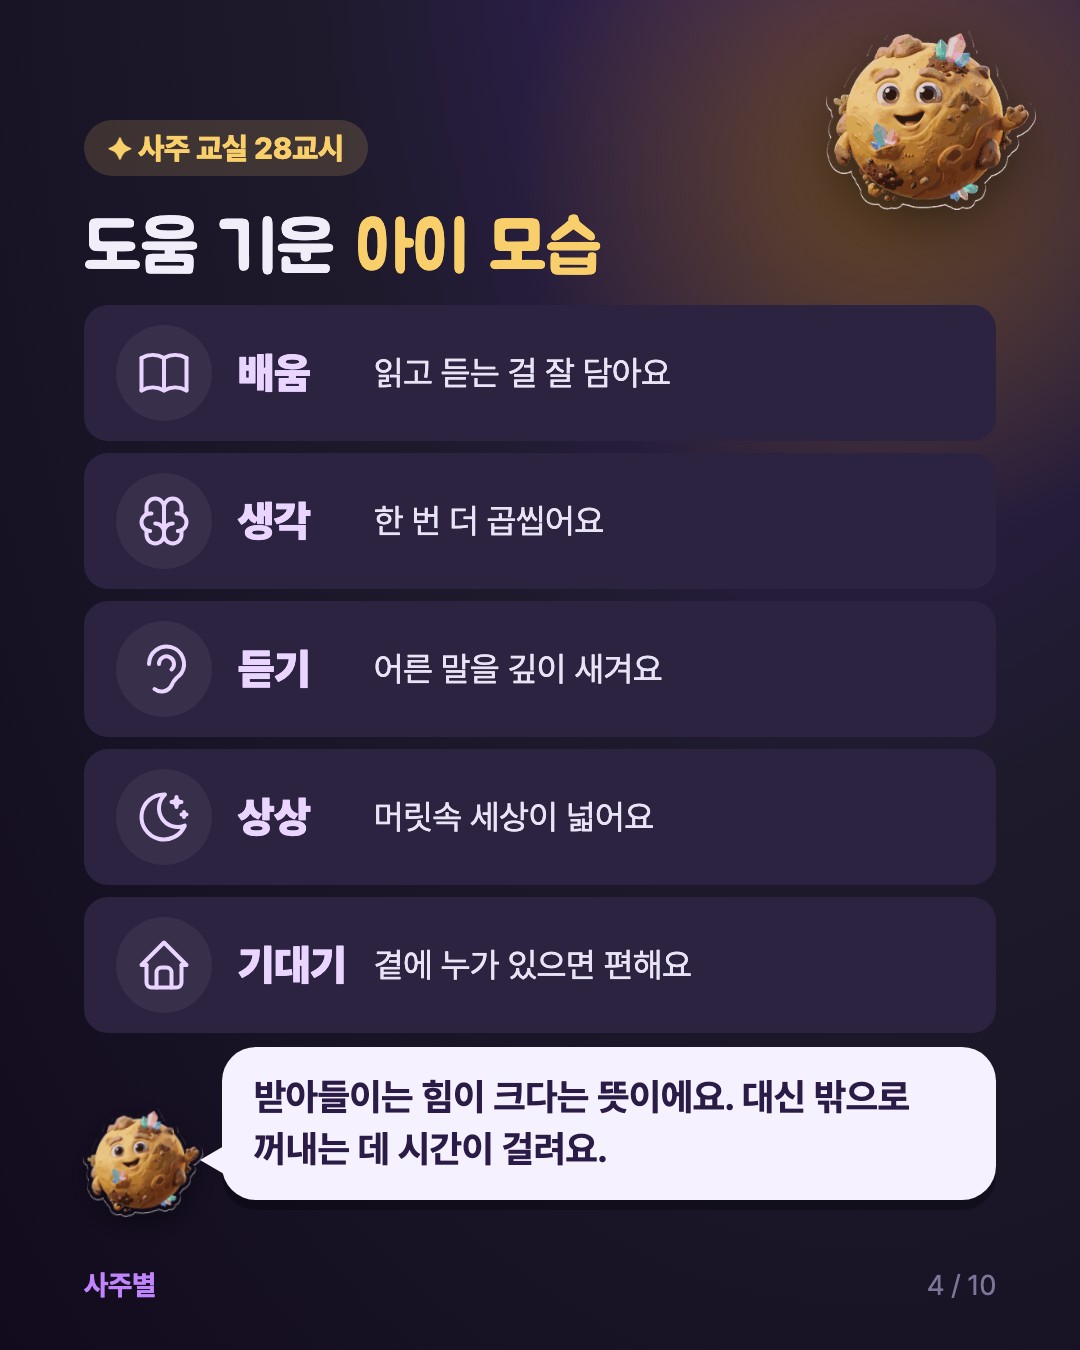 사주 교실 28교시
도움 기운 아이 모습
배움 읽고 듣는 걸 잘 담아요
생각 한 번 더 곱씹어요
듣기 어른 말을 깊이 새겨요
상상 머릿속 세상이 넓어요
기대기 곁에 누가 있으면 편해요
받아들이는 힘이 크다는 뜻이에요. 대신 밖으로
꺼내는 데 시간이 걸려요.
사주별
4 / 10